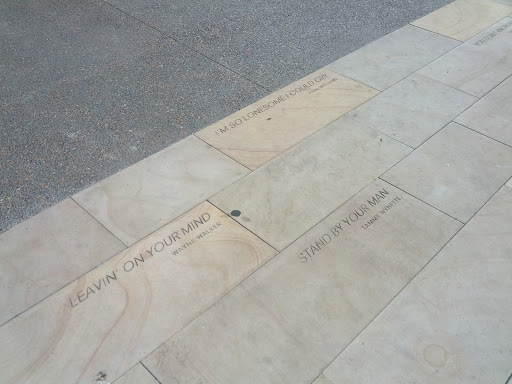 I'M SO LONESOME I COULD CRY
LEAVIN' ON YOUR MIND
WAYNE WALKER
STAND BY YOUR MAN
TAMMY WYNETTE